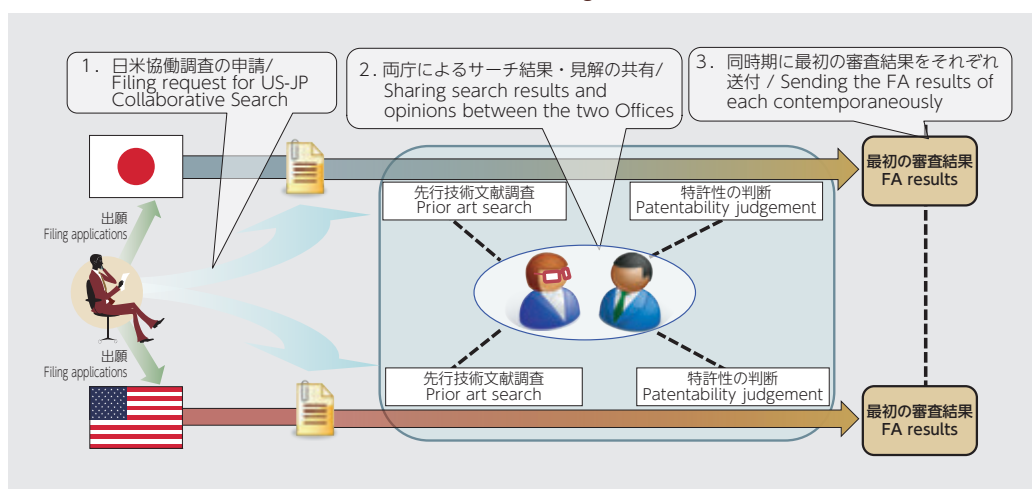 1．日米協働調査の申請/
Filing request for US-JP
Collaborative Search
2．両庁によるサーチ結果・見解の共有/
Sharing search results and
opinions between the two Offices
3．同時期に最初の審査結果をそれぞれ
送付 / Sending the FA results of
each contemporaneously
最初の審査結果
FA results
先行技術文献調査
Prior art search
特許性の判断
Patentability judgement
出願
Filing applications
出願
Filing applications
先行技術文献調査
Prior art search
特許性の判断
Patentability judgement
最初の審査結果
FA results